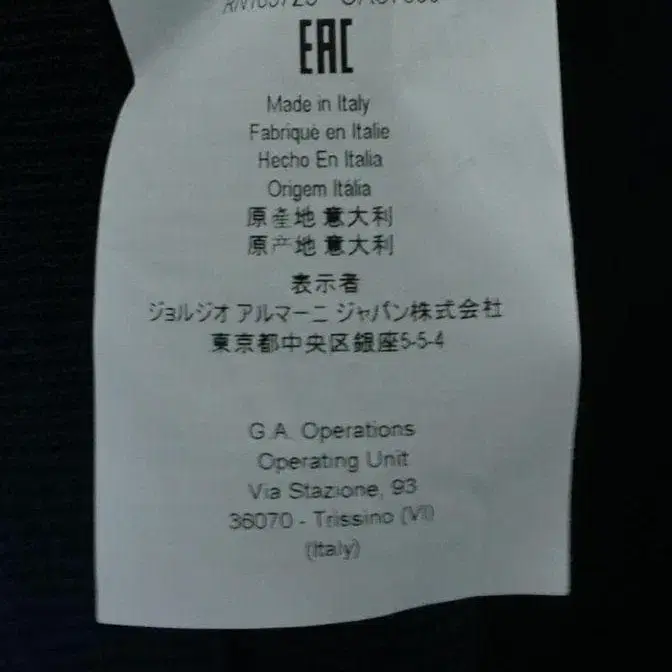 EAC
Made in Italy
Fabriqué en Italie
Hecho En Italia
Origem Itália
原產地 意大利
原产地 意大利
表示者
ジョルジオ アルマーニ ジャパン株式会社
東京都中央区銀座5-5-4
G.A. Operations
Operating Unit
Via Stazione, 93
36070 - Trissino (VI)
(Italy)